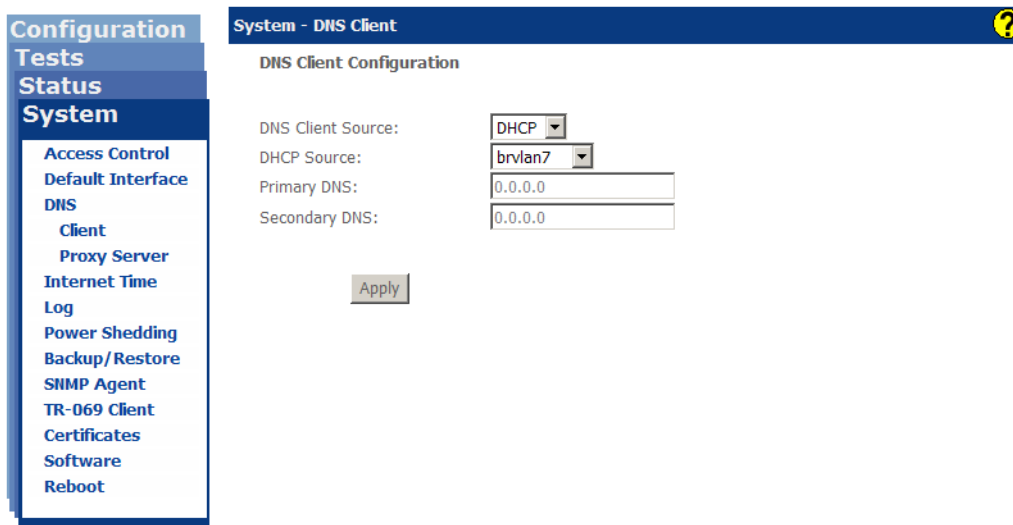 Configuration
Tests
Status
System
Access Control
Default Interface
DNS
Client
Proxy Server
Internet Time
Log
Power Shedding
Backup/Restore
SNMP Agent
TR-069 Client
Certificates
Software
Reboot
System - DNS Client
?
DNS Client Configuration
DNS Client Source: DHCP
DHCP Source: brvlan7
Primary DNS: 0.0.0.0
Secondary DNS: 0.0.0.0
Apply